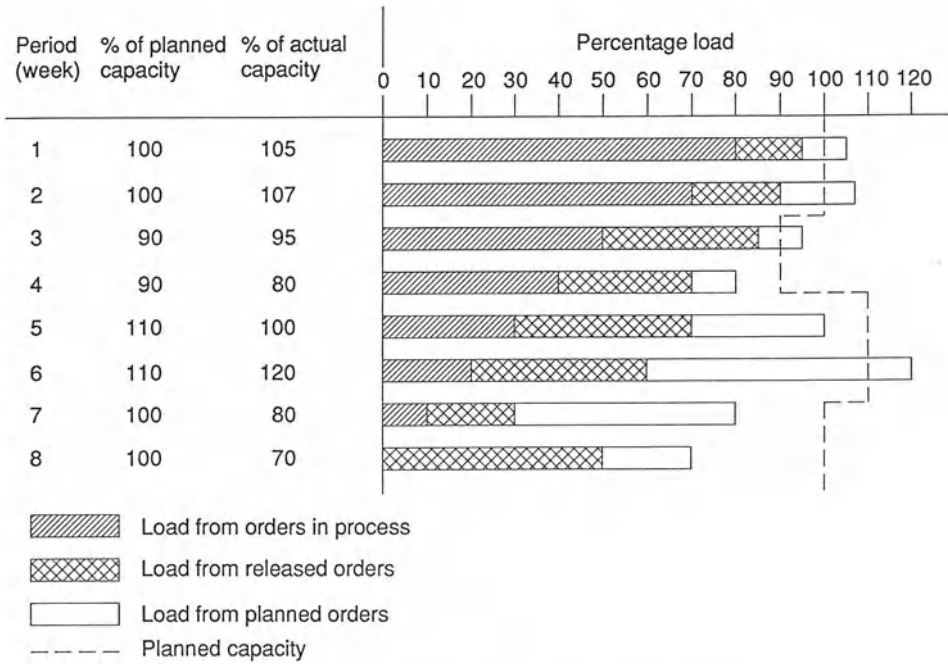 Period % of planned % of actual Percentage load
(week) capacity capacity
0 10 20 30 40 50 60 70 80 90 100 110 120
1 100 105
2 100 107
3 90 95
4 90 80
5 110 100
6 110 120
7 100 80
8 100 70
Load from orders in process
Load from released orders
Load from planned orders
Planned capacity